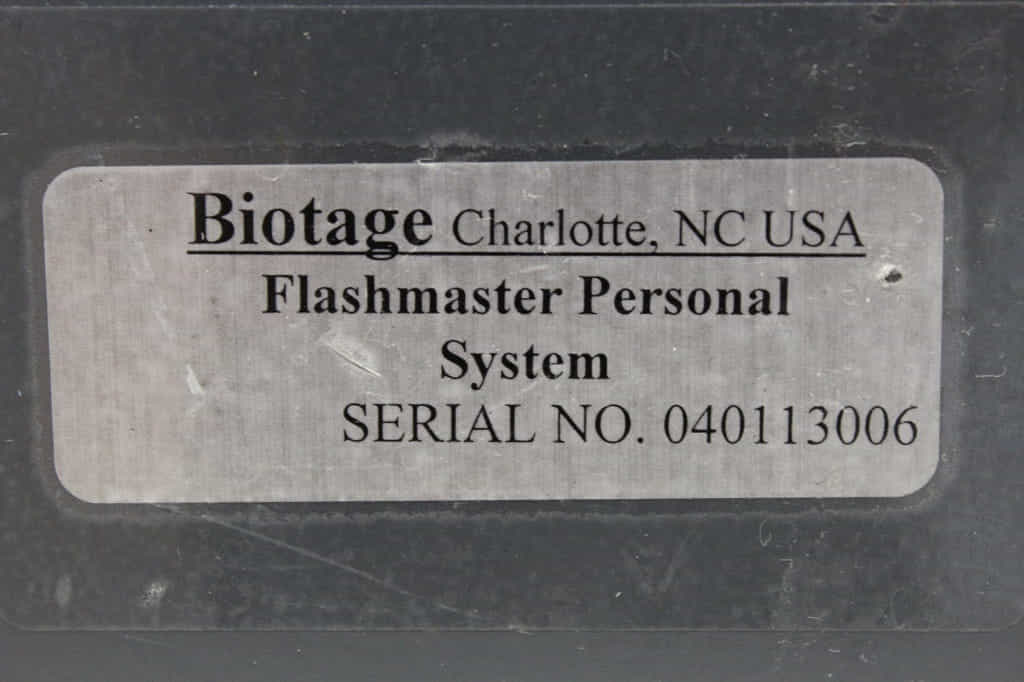 Biotage Charlotte, NC USA
Flashmaster Personal
System
SERIAL NO. 040113006